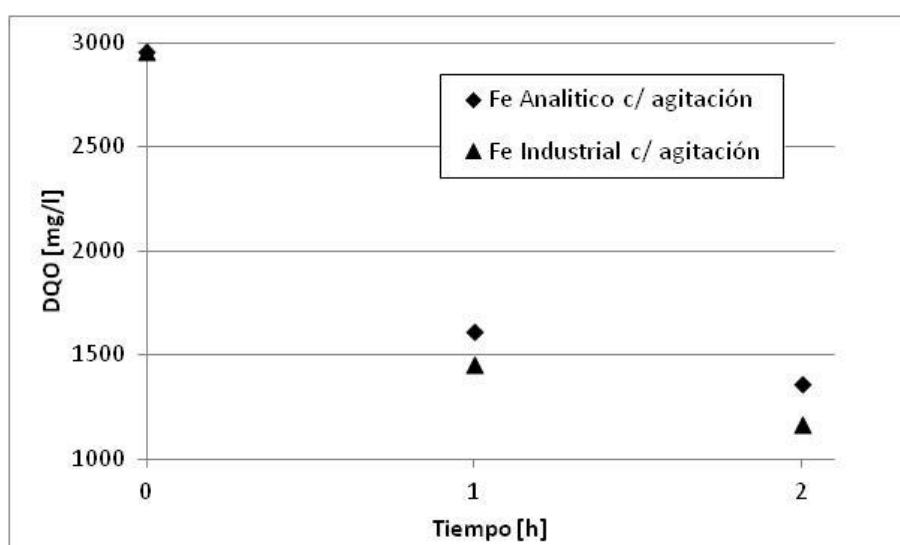 3000
2500
2000
1500
1000
DQO [mg/l]
Fe Analitico c/ agitación
Fe Industrial c/ agitación
0 1 2
Tiempo [h]